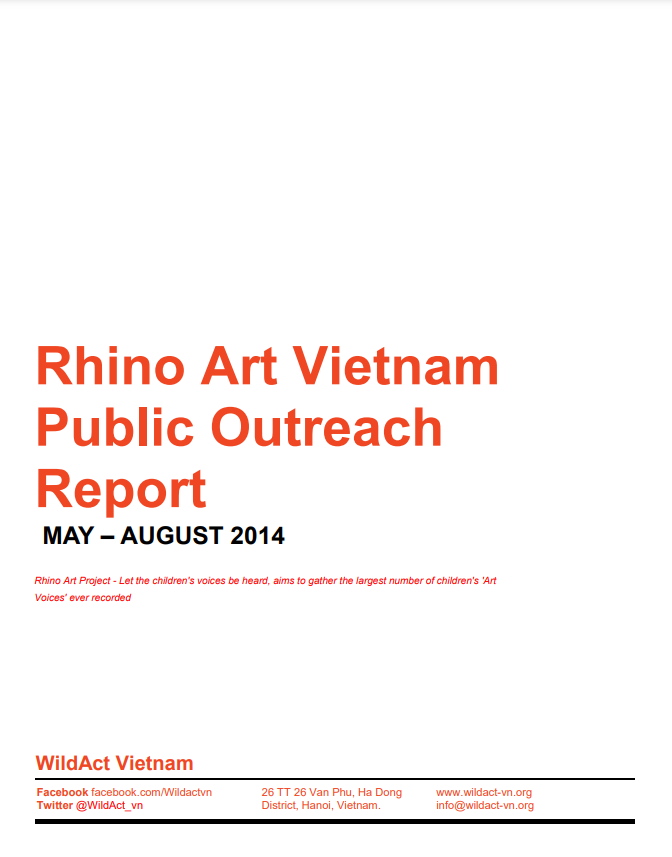 Rhino Art Vietnam
Public Outreach
Report
MAY – AUGUST 2014
Rhino Art Project - Let the children's voices be heard, aims to gather the largest number of children's 'Art
Voices' ever recorded
WildAct Vietnam
Facebook facebook.com/Wildactvn
Twitter @WildAct_vn
26 TT 26 Van Phu, Ha Dong
District, Hanoi, Vietnam.
www.wildact-vn.org
info@wildact-vn.org